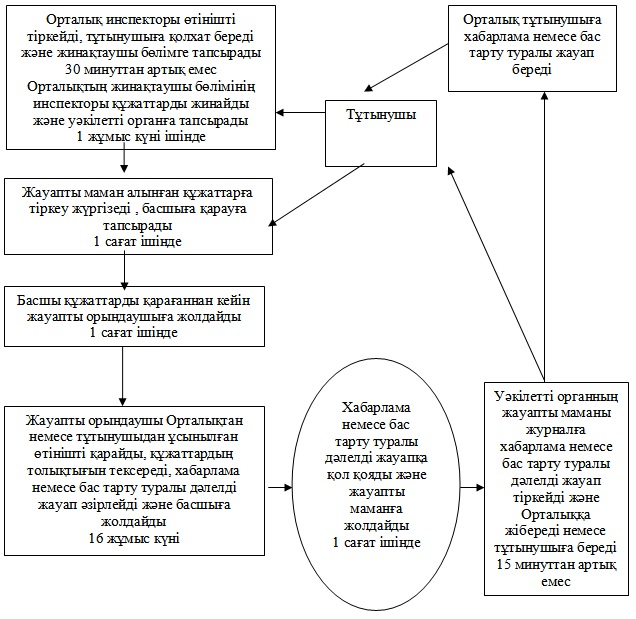 Орталық инспекторы өтінішті
тіркейді, тұтынушыға қолхат береді
және жинақтаушы бөлімге тапсырады
30 минуттан артық емес
Орталықтың жинақтаушы бөлімінің
инспекторы құжаттарды жинайды
және уәкілетті органға тапсырады
1 жұмыс күні ішінде
Орталық тұтынушыға
хабарлама немесе бас
тарту туралы жауап
береді
Тұтынушы
Жауапты маман алынған құжаттарға
тіркеу жүргізеді , басшыға қарауға
тапсырады
1 сағат ішінде
Басшы құжаттарды қарағаннан кейін
жауапты орындаушыға жолдайды
1 сағат ішінде
Жауапты орындаушы Орталықтан
немесе тұтынушыдан ұсынылған
өтінішті қарайды, құжаттардың
толықтығын тексереді, хабарлама
немесе бас тарту туралы дәлелді
жауап әзірлейді және басшыға
жолдайды
16 жұмыс күні
Хабарлама
немесе бас
тарту туралы
дәлелді жауапқа
қол қояды және
жауапты
маманға
жолдайды
1 сағат ішінде
Уәкілетті органның
жауапты маманы
журналға
хабарлама немесе
бас тарту туралы
дәлелді жауап
тіркейді және
Орталыққа
жібереді немесе
тұтынушыға береді
15 минуттан артық
емес